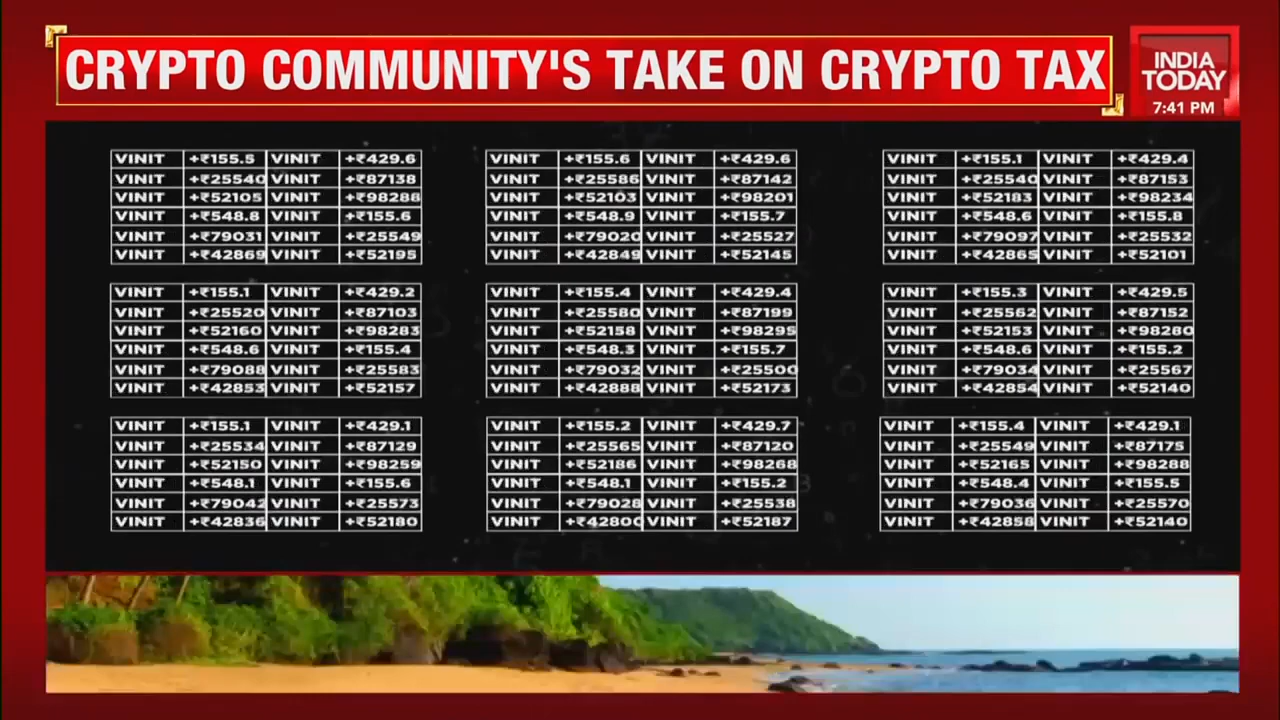 CRYPTO COMMUNITY'S TAKE ON CRYPTO TAX
INDIA
TODAY
7:41 PM
VINIT +₹155.5 VINIT +₹429.6
VINIT +₹25540 VINIT +₹87138
VINIT +₹52105 VINIT +₹98288
VINIT +₹548.8 VINIT +₹155.6
VINIT +₹79031 VINIT +₹25549
VINIT +₹42869 VINIT +₹52195
VINIT +₹155.6 VINIT +₹429.6
VINIT +₹25586 VINIT +₹87142
VINIT +₹52103 VINIT +₹98201
VINIT +₹548.9 VINIT +₹155.7
VINIT +₹79020 VINIT +₹25527
VINIT +₹42849 VINIT +₹52145
VINIT +₹155.1 VINIT +₹429.4
VINIT +₹25540 VINIT +₹87153
VINIT +₹52183 VINIT +₹98234
VINIT +₹548.6 VINIT +₹155.8
VINIT +₹79097 VINIT +₹25532
VINIT +₹42865 VINIT +₹52101
VINIT +₹155.1 VINIT +₹429.2
VINIT +₹25520 VINIT +₹87103
VINIT +₹52160 VINIT +₹98283
VINIT +₹548.6 VINIT +₹155.4
VINIT +₹79088 VINIT +₹25583
VINIT +₹42853 VINIT +₹52157
VINIT +₹155.4 VINIT +₹429.4
VINIT +₹25580 VINIT +₹87199
VINIT +₹52158 VINIT +₹98295
VINIT +₹548.3 VINIT +₹155.7
VINIT +₹79032 VINIT +₹25500
VINIT +₹42888 VINIT +₹52173
VINIT +₹155.3 VINIT +₹429.5
VINIT +₹25562 VINIT +₹87152
VINIT +₹52153 VINIT +₹98280
VINIT +₹548.6 VINIT +₹155.2
VINIT +₹79034 VINIT +₹25567
VINIT +₹42854 VINIT +₹52140
VINIT +₹155.1 VINIT +₹429.1
VINIT +₹25534 VINIT +₹87129
VINIT +₹52150 VINIT +₹98259
VINIT +₹548.1 VINIT +₹155.6
VINIT +₹79042 VINIT +₹25573
VINIT +₹42836 VINIT +₹52180
VINIT +₹155.2 VINIT +₹429.7
VINIT +₹25565 VINIT +₹87120
VINIT +₹52186 VINIT +₹98268
VINIT +₹548.1 VINIT +₹155.2
VINIT +₹79028 VINIT +₹25538
VINIT +₹42800 VINIT +₹52187
VINIT +₹155.4 VINIT +₹429.1
VINIT +₹25549 VINIT +₹87175
VINIT +₹52165 VINIT +₹98288
VINIT +₹548.4 VINIT +₹155.5
VINIT +₹79036 VINIT +₹25570
VINIT +₹42858 VINIT +₹52140